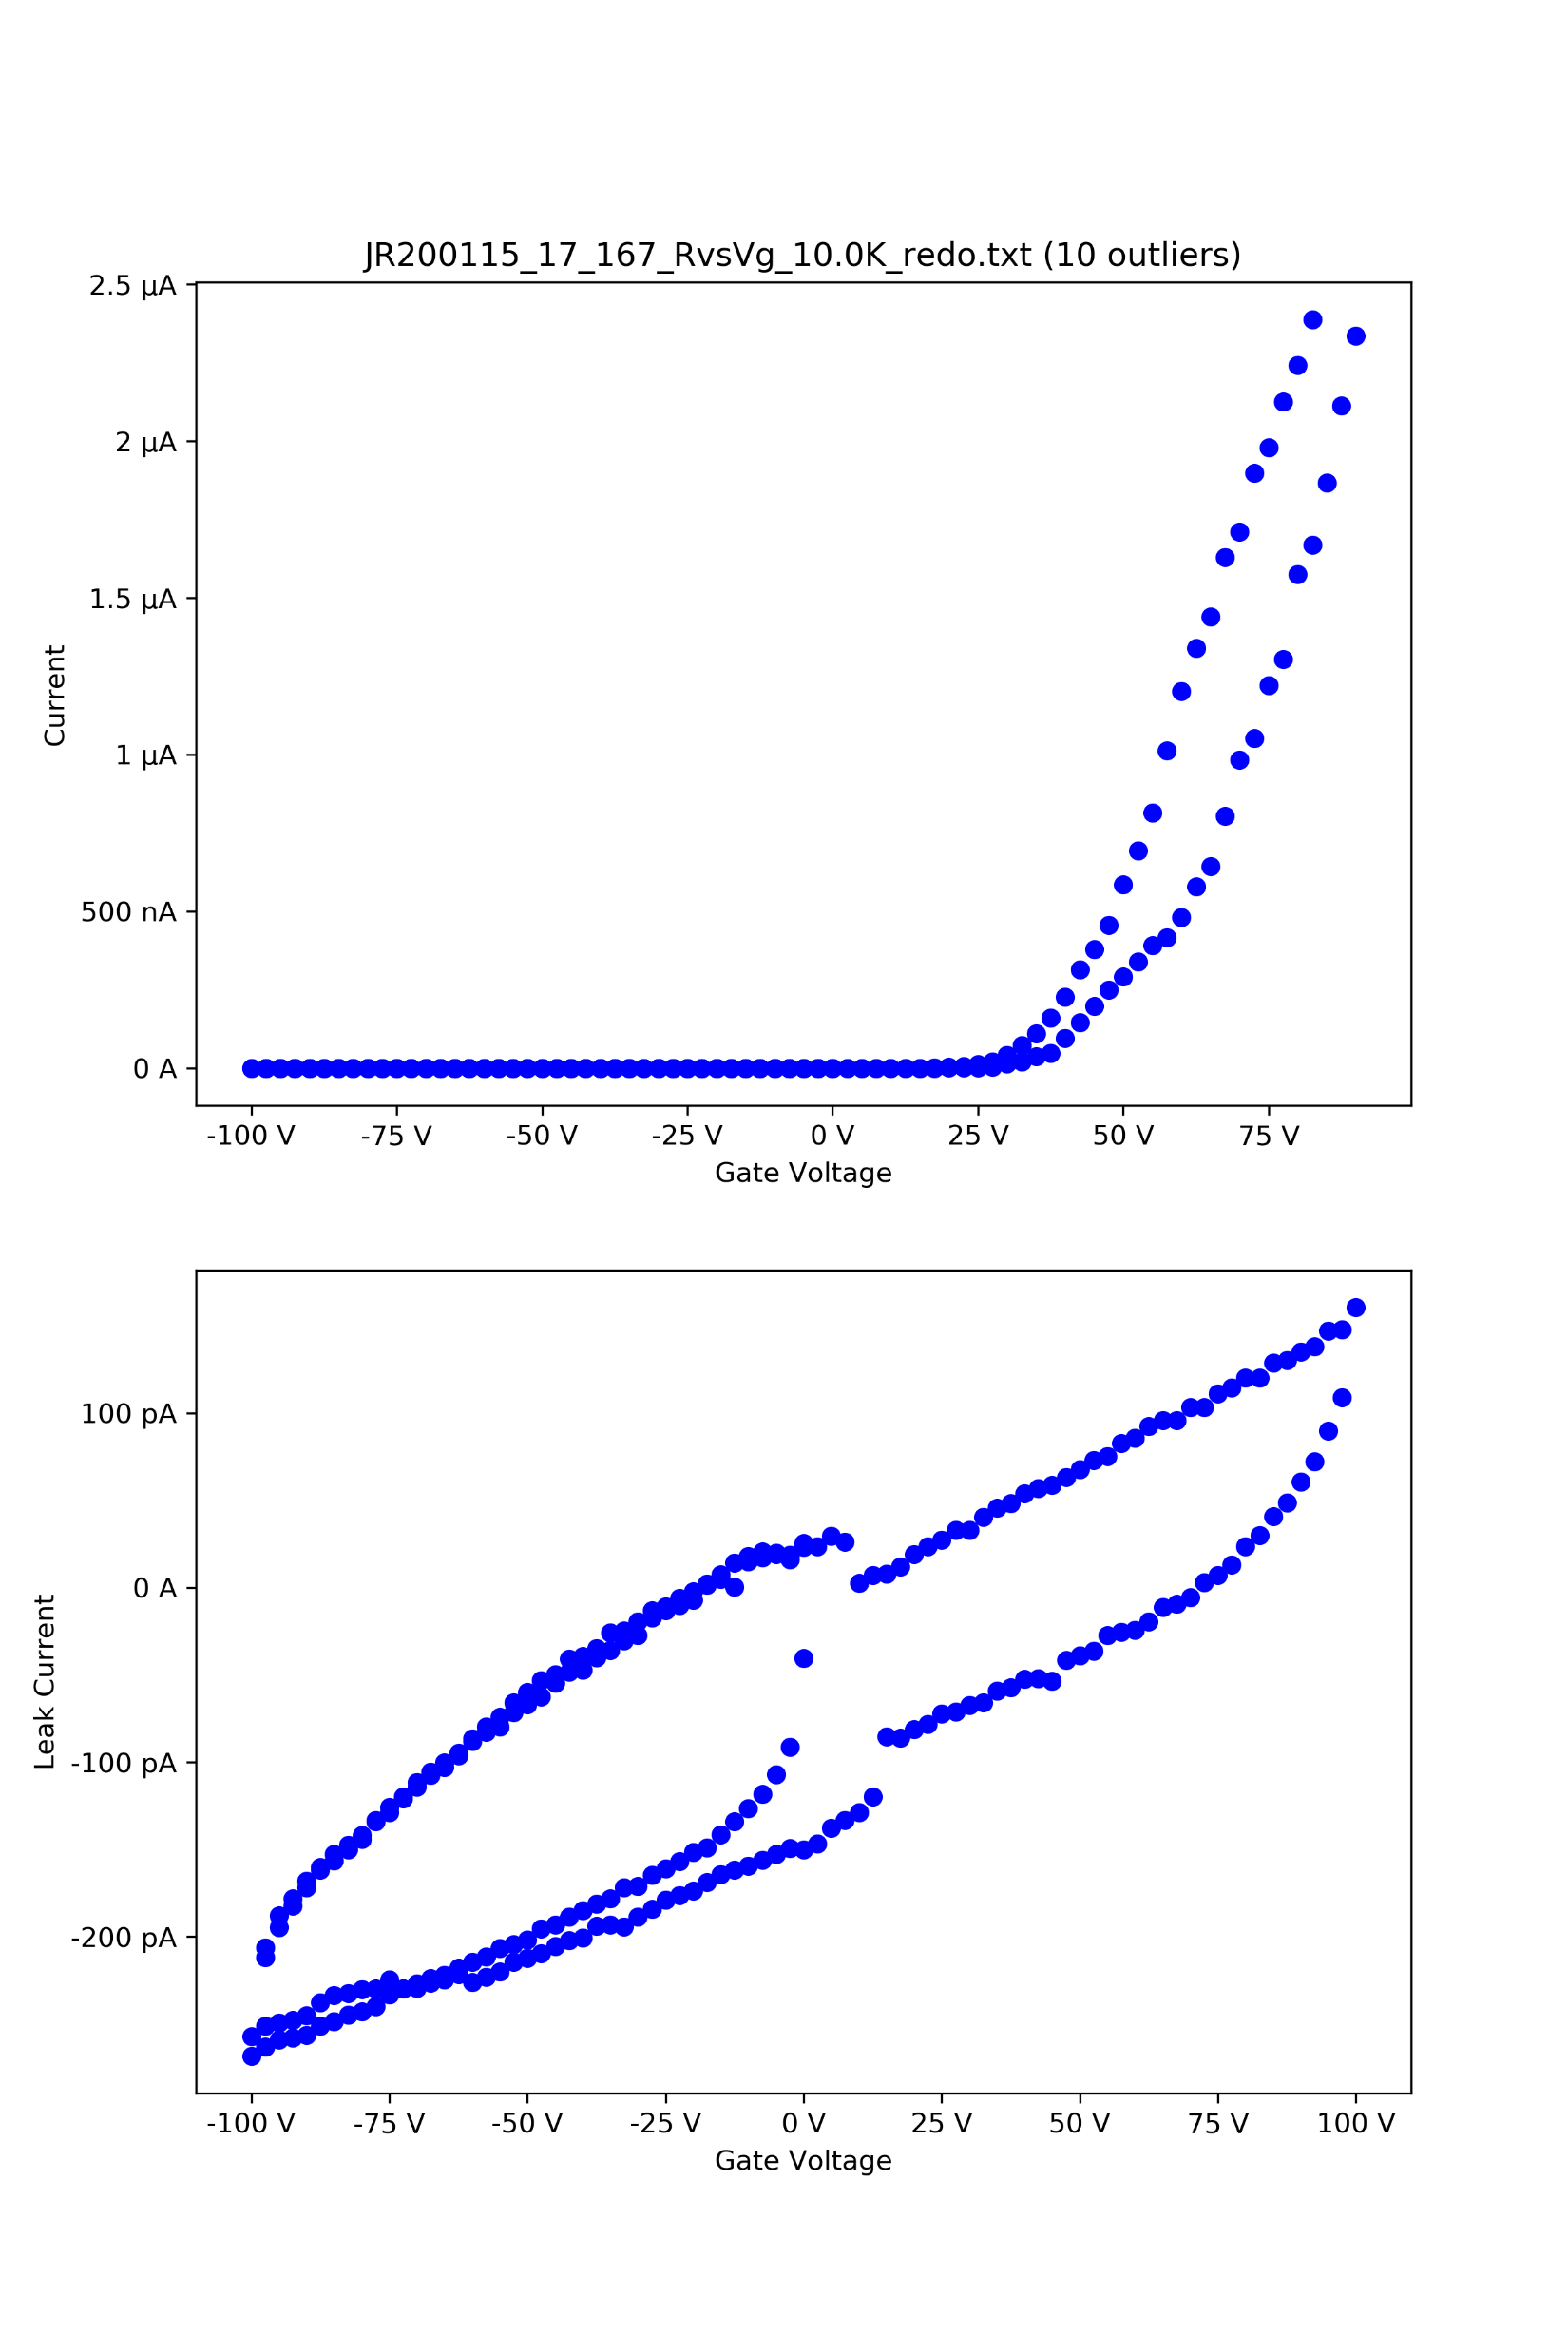 JR200115_17_167_RvsVg_10.0K_redo.txt (10 outliers)
2.5 µA
2 µA
1.5 µA
1 µA
500 nA
0 A
Current
-100 V -75 V -50 V -25 V 0 V 25 V 50 V 75 V
Gate Voltage
100 pA
0 A
-100 pA
-200 pA
Leak Current
-100 V -75 V -50 V -25 V 0 V 25 V 50 V 75 V 100 V
Gate Voltage